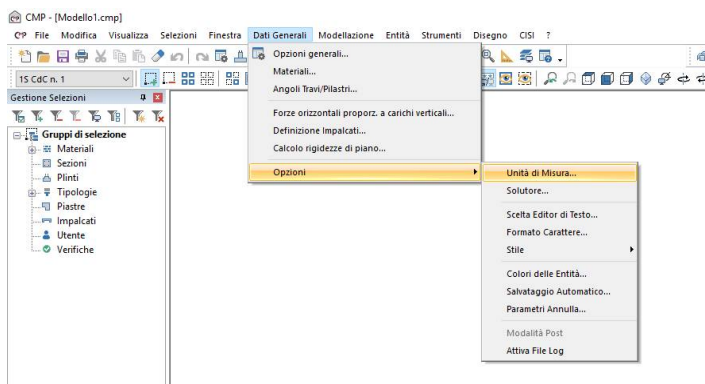 CMP - [Modello1.cmp]
File Modifica Visualizza Selezioni Finestra Dati Generali Modellazione Entità Strumenti Disegno CISI ?
Opzioni generali...
Materiali...
Angoli Travi/Pilastri...
Forze orizzontali proporz. a carichi verticali...
Definizione Impalcati...
Calcolo rigidezze di piano...
Opzioni
Unità di Misura...
Solutore...
Scelta Editor di Testo...
Formato Carattere...
Stile
Colori delle Entità...
Salvataggio Automatico...
Parametri Annulla...
Modalità Post
Attiva File Log
1S CdC n. 1
Gestione Selezioni
Gruppi di selezione
Materiali
Sezioni
Plinti
Tipologie
Piastre
Impalcati
Utente
Verifiche